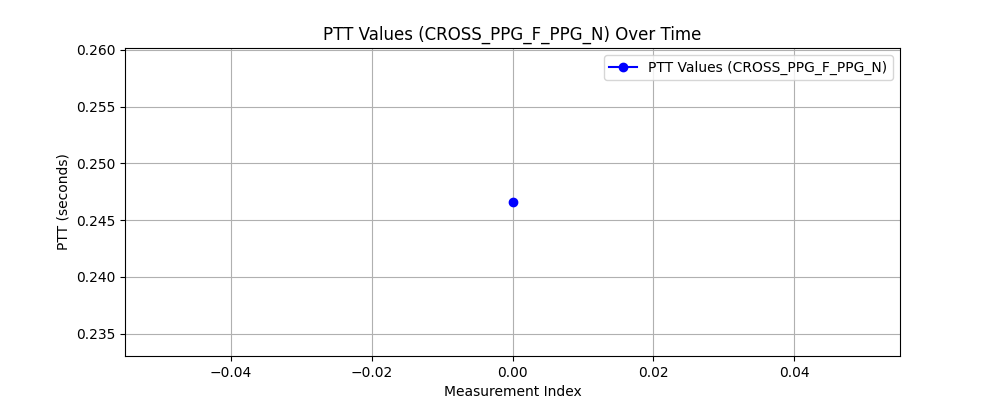 PTT Values (CROSS_PPG_F_PPG_N) Over Time
PTT Values (CROSS_PPG_F_PPG_N)
PTT (seconds)
0.260
0.255
0.250
0.245
0.240
0.235
−0.04 −0.02 0.00 0.02 0.04
Measurement Index